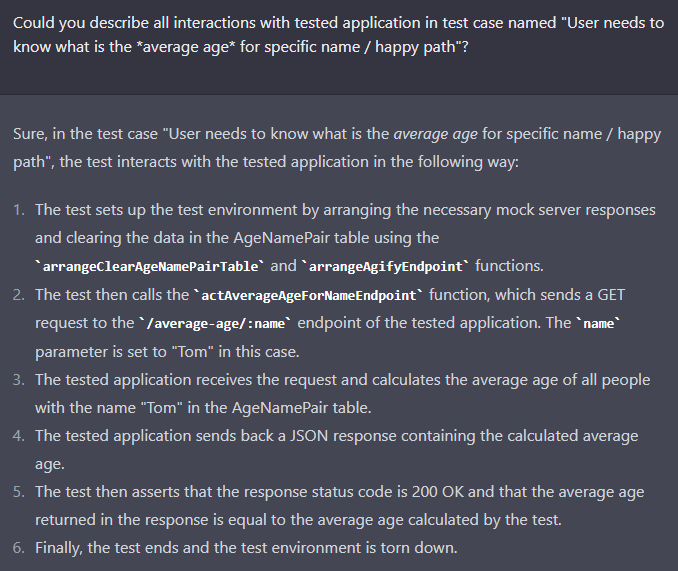 Could you describe all interactions with tested application in test case named "User needs to
know what is the *average age* for specific name / happy path"?
Sure, in the test case "User needs to know what is the average age for specific name / happy
path", the test interacts with the tested application in the following way:
1. The test sets up the test environment by arranging the necessary mock server responses
and clearing the data in the AgeNamePair table using the
`arrangeClearAgeNamePairTable` and `arrangeAgifyEndpoint` functions.
2. The test then calls the `actAverageAgeForNameEndpoint` function, which sends a GET
request to the `/average-age/:name` endpoint of the tested application. The `name`
parameter is set to "Tom" in this case.
3. The tested application receives the request and calculates the average age of all people
with the name "Tom" in the AgeNamePair table.
4. The tested application sends back a JSON response containing the calculated average
age.
5. The test then asserts that the response status code is 200 OK and that the average age
returned in the response is equal to the average age calculated by the test.
6. Finally, the test ends and the test environment is torn down.